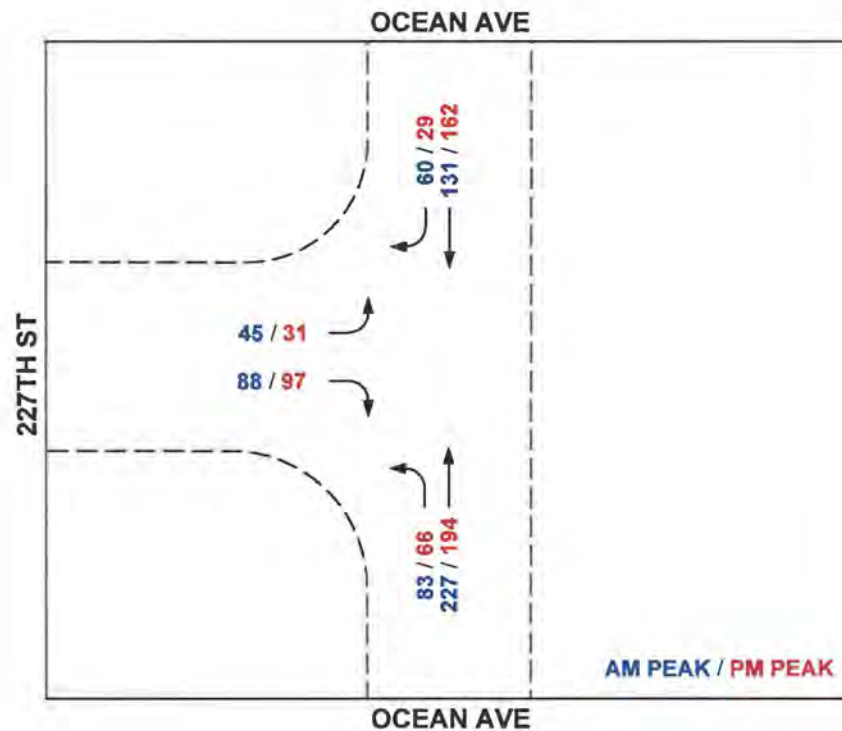 OCEAN AVE
60 / 29
131 / 162
227TH ST
45 / 31
88 / 97
83 / 66
227 / 194
AM PEAK / PM PEAK
OCEAN AVE